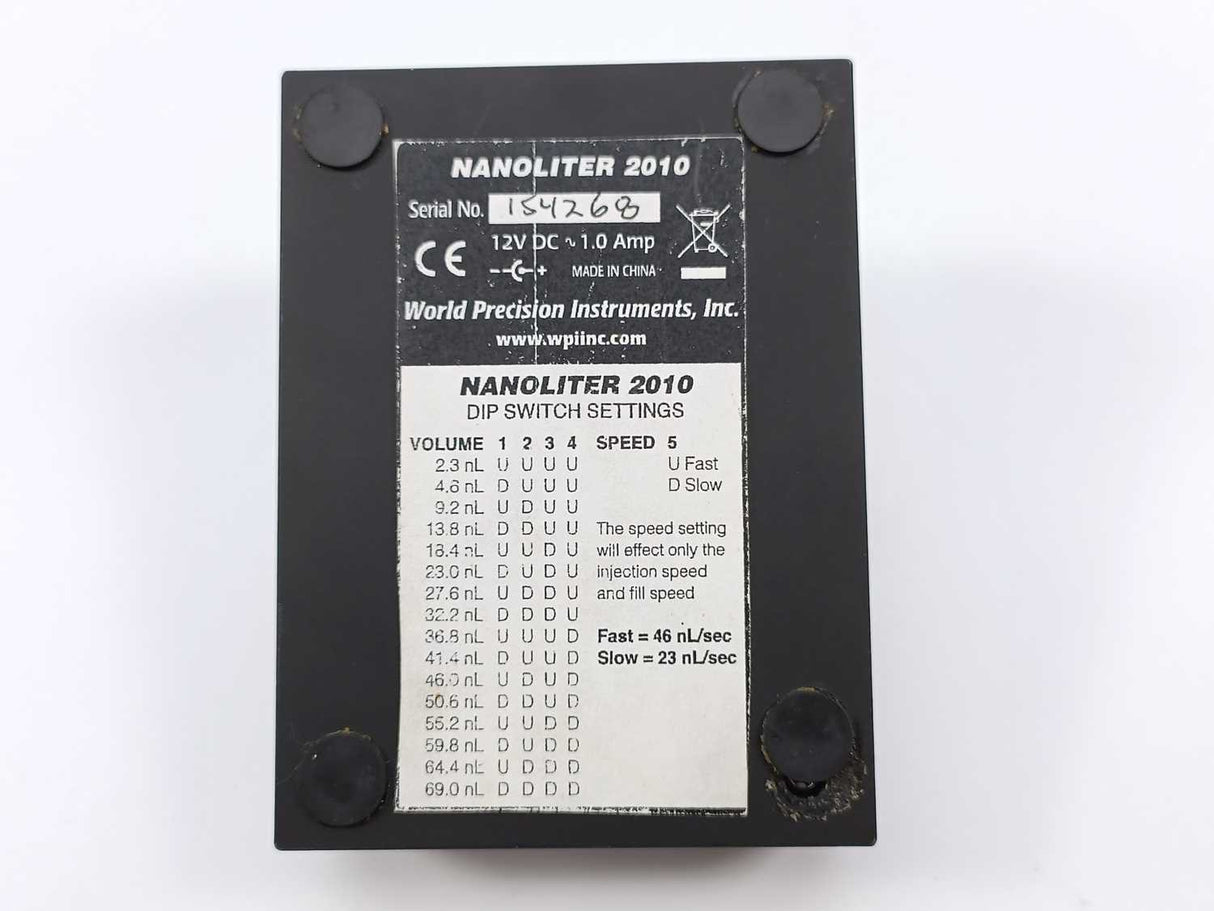 NANOLITER 2010
Serial No. 154268
CE 12V DC ~ 1.0 Amp
MADE IN CHINA
World Precision Instruments, Inc.
www.wpiinc.com
NANOLITER 2010
DIP SWITCH SETTINGS
VOLUME 1 2 3 4 SPEED 5
2.3 nL U U U U U Fast
4.6 nL D U U U D Slow
9.2 nL U D U U
13.8 nL D D U U The speed setting
18.4 nL U U D U will effect only the
23.0 nL D U D U injection speed
27.6 nL U D D U and fill speed
32.2 nL D D D U
36.8 nL U U U D Fast = 46 nL/sec
41.4 nL D U U D Slow = 23 nL/sec
46.0 nL U D U D
50.6 nL D D U D
55.2 nL U U D D
59.8 nL D U D D
64.4 nL U D D D
69.0 nL D D D D